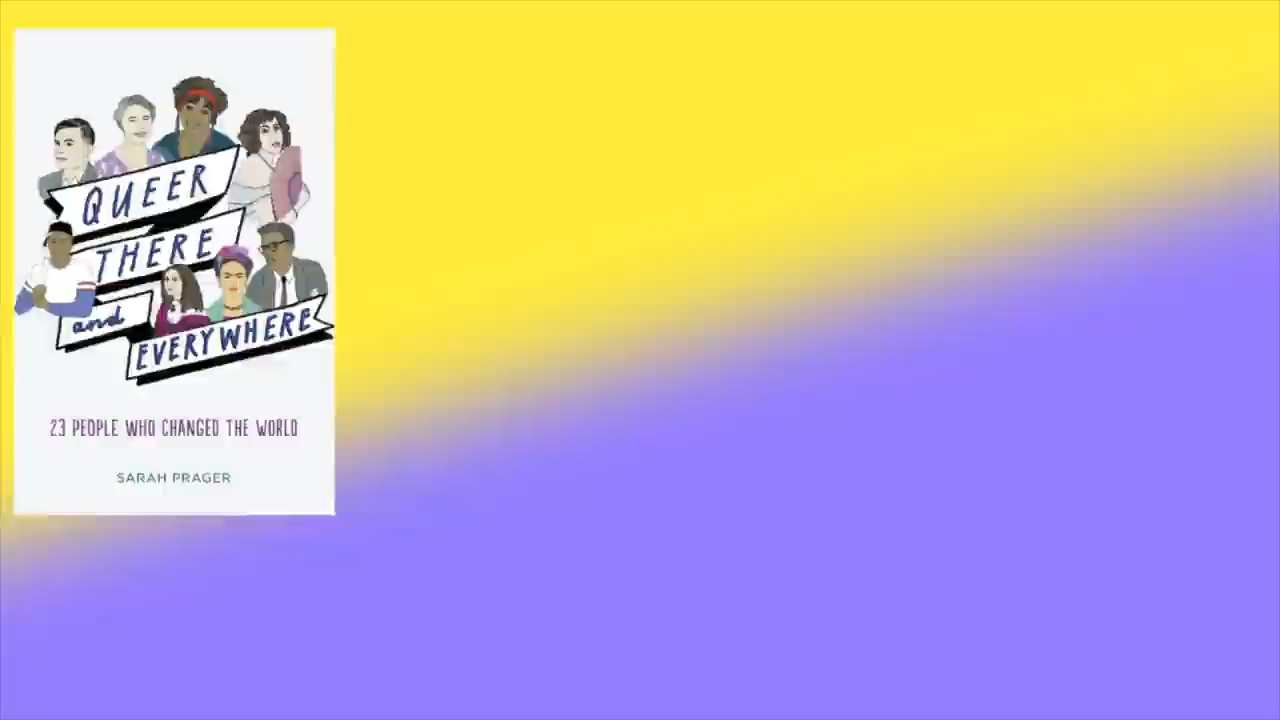 QUEER
THERE
and
EVERYWHERE
23 PEOPLE WHO CHANGED THE WORLD
SARAH PRAGER